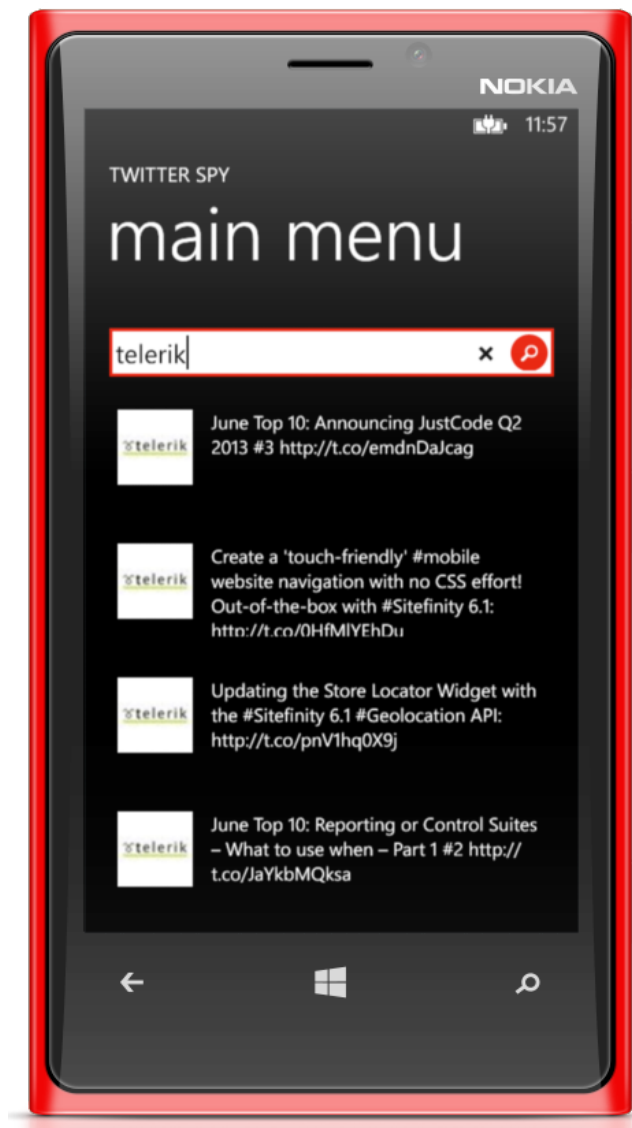 NOKIA
11:57
TWITTER SPY
main menu
telerik
telerik
June Top 10: Announcing JustCode Q2
2013 #3 http://t.co/emdnDaJcag
telerik
Create a 'touch-friendly' #mobile
website navigation with no CSS effort!
Out-of-the-box with #Sitefinity 6.1:
http://t.co/0HfMlYEhDu
telerik
Updating the Store Locator Widget with
the #Sitefinity 6.1 #Geolocation API:
http://t.co/pnV1hq0X9j
telerik
June Top 10: Reporting or Control Suites
– What to use when – Part 1 #2 http://
t.co/JaYkbMQksa